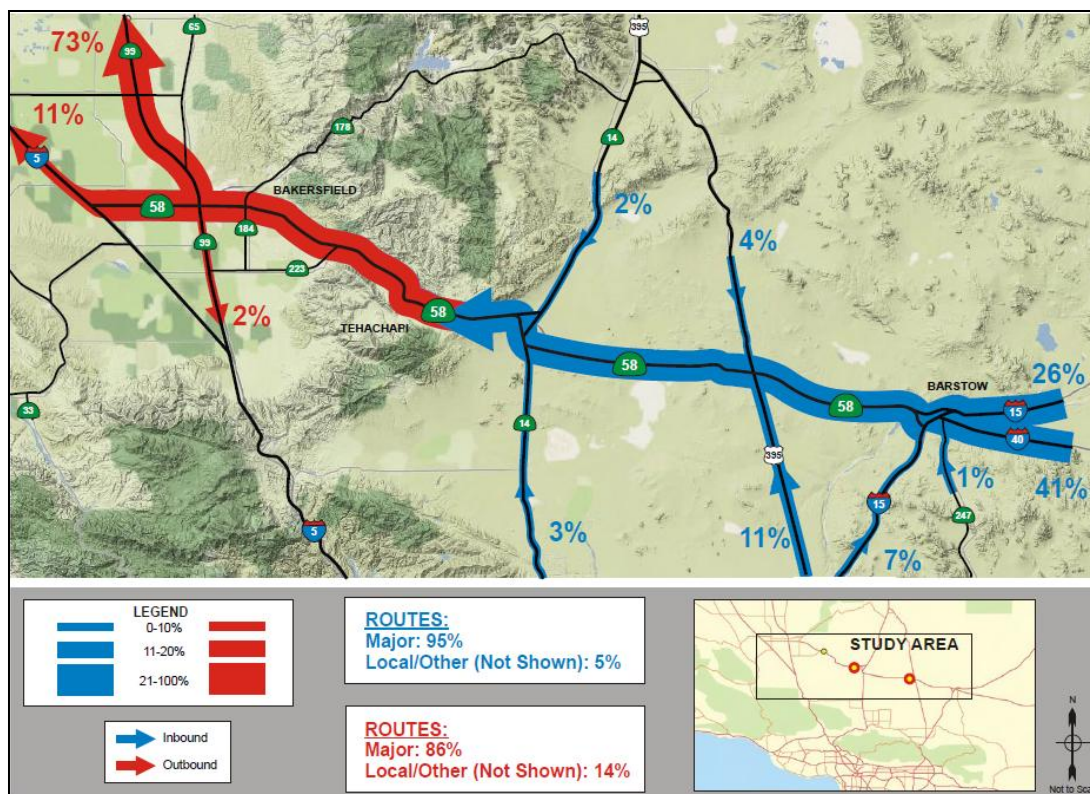 73%
99
65
395
11%
5
178
14
BAKERSFIELD
2%
58
184
4%
99
223
2%
58
TEHACHAPI
58
BARSTOW
26%
33
58
15
14
40
395
1%
41%
15
247
5
3%
11%
7%
LEGEND
0-10%
11-20%
21-100%
Inbound
Outbound
ROUTES:
Major: 95%
Local/Other (Not Shown): 5%
ROUTES:
Major: 86%
Local/Other (Not Shown): 14%
STUDY AREA
N
Not to Scal